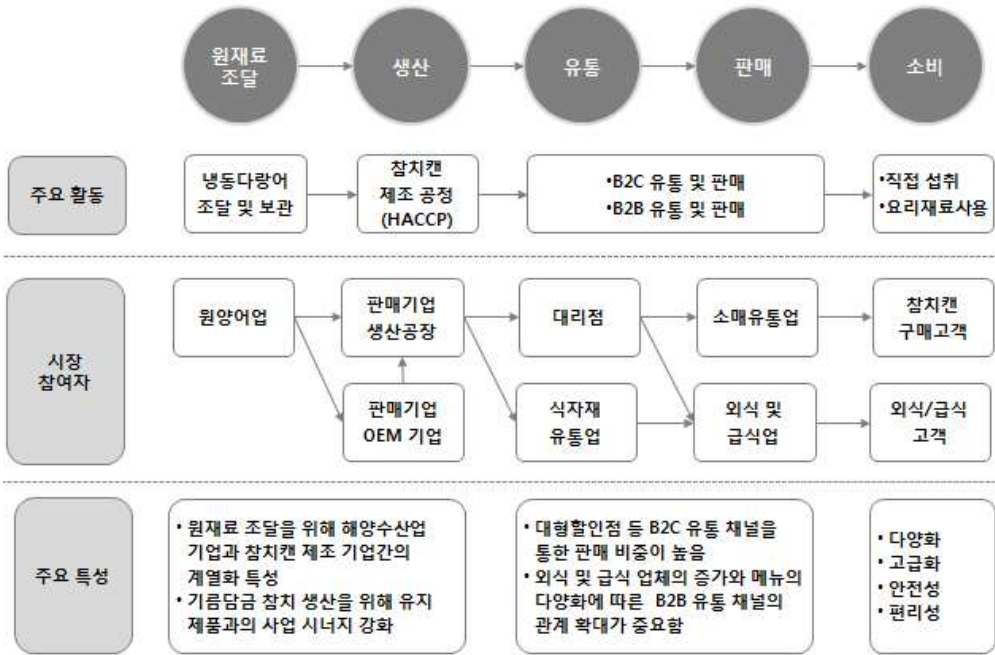 원재료
조달
생산
유통
판매
소비
주요 활동
냉동다랑어
조달 및 보관
참치캔
제조 공정
(HACCP)
•B2C 유통 및 판매
•B2B 유통 및 판매
•직접 섭취
•요리재료사용
시장
참여자
원양어업
판매기업
생산공장
대리점
소매유통업
참치캔
구매고객
판매기업
OEM 기업
식자재
유통업
외식 및
급식업
외식/급식
고객
주요 특성
• 원재료 조달을 위해 해양수산업
기업과 참치캔 제조 기업간의
계열화 특성
• 기름담금 참치 생산을 위해 유지
제품과의 사업 시너지 강화
• 대형할인점 등 B2C 유통 채널을
통한 판매 비중이 높음
• 외식 및 급식 업체의 증가와 메뉴의
다양화에 따른 B2B 유통 채널의
관계 확대가 중요함
• 다양화
• 고급화
• 안전성
• 편리성